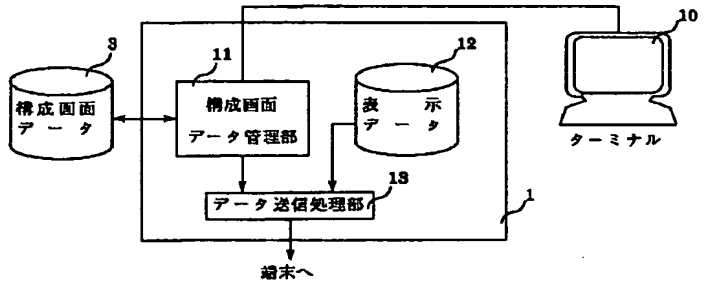 3
11
12
10
構成画面
データ
構成画面
データ管理部
表示
データ
ターミナル
13
データ送信処理部
1
端末へ